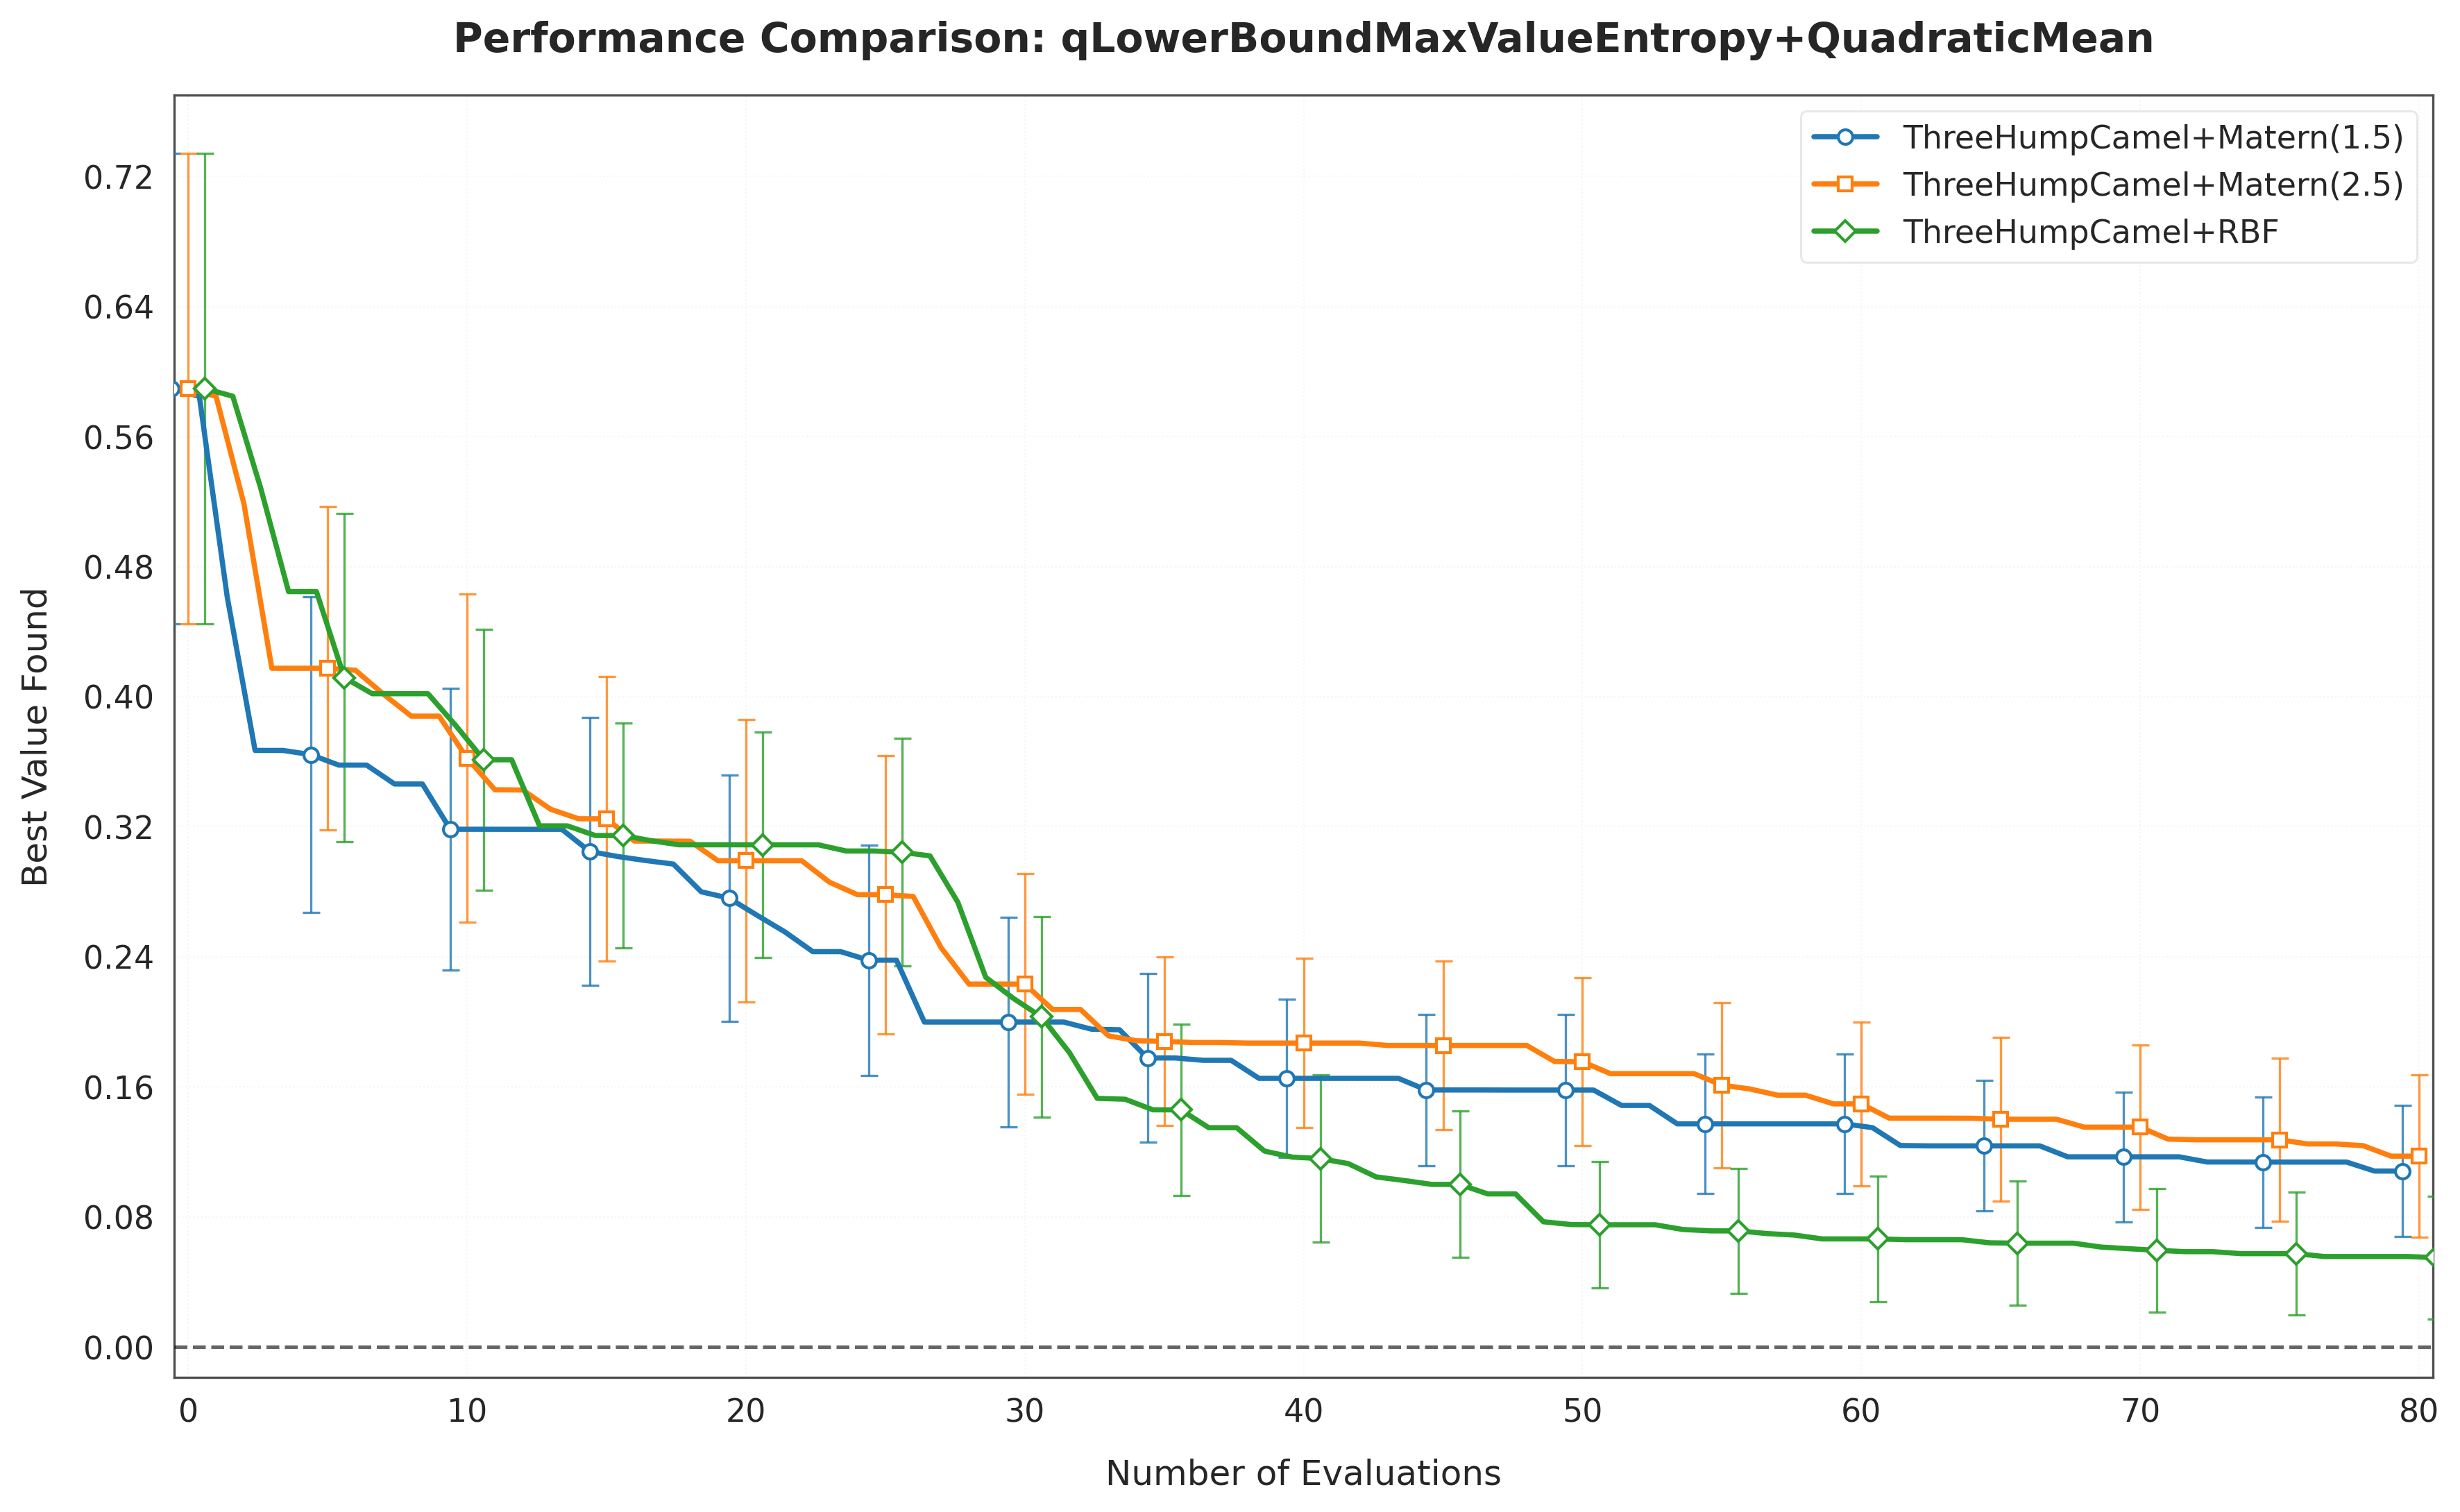 Performance Comparison: qLowerBoundMaxValueEntropy+QuadraticMean
ThreeHumpCamel+Matern(1.5)
ThreeHumpCamel+Matern(2.5)
ThreeHumpCamel+RBF
Best Value Found
0.72
0.64
0.56
0.48
0.40
0.32
0.24
0.16
0.08
0.00
0 10 20 30 40 50 60 70 80
Number of Evaluations